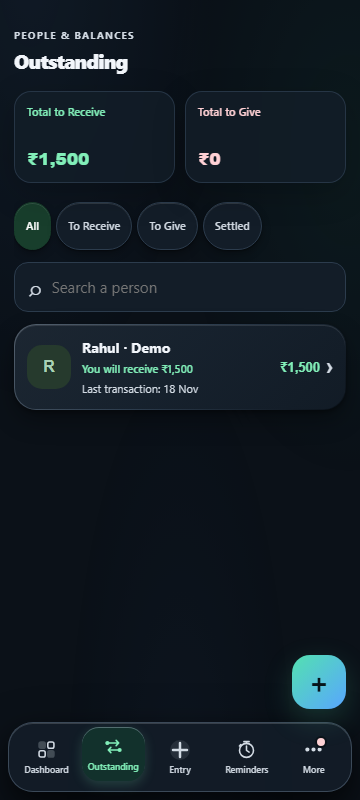 PEOPLE & BALANCES
Outstanding
Total to Receive
Total to Give
₹1,500
₹0
All
To Receive
To Give
Settled
Search a person
R
Rahul · Demo
You will receive ₹1,500
₹1,500 ›
Last transaction: 18 Nov
+
Dashboard
Outstanding
Entry
Reminders
More